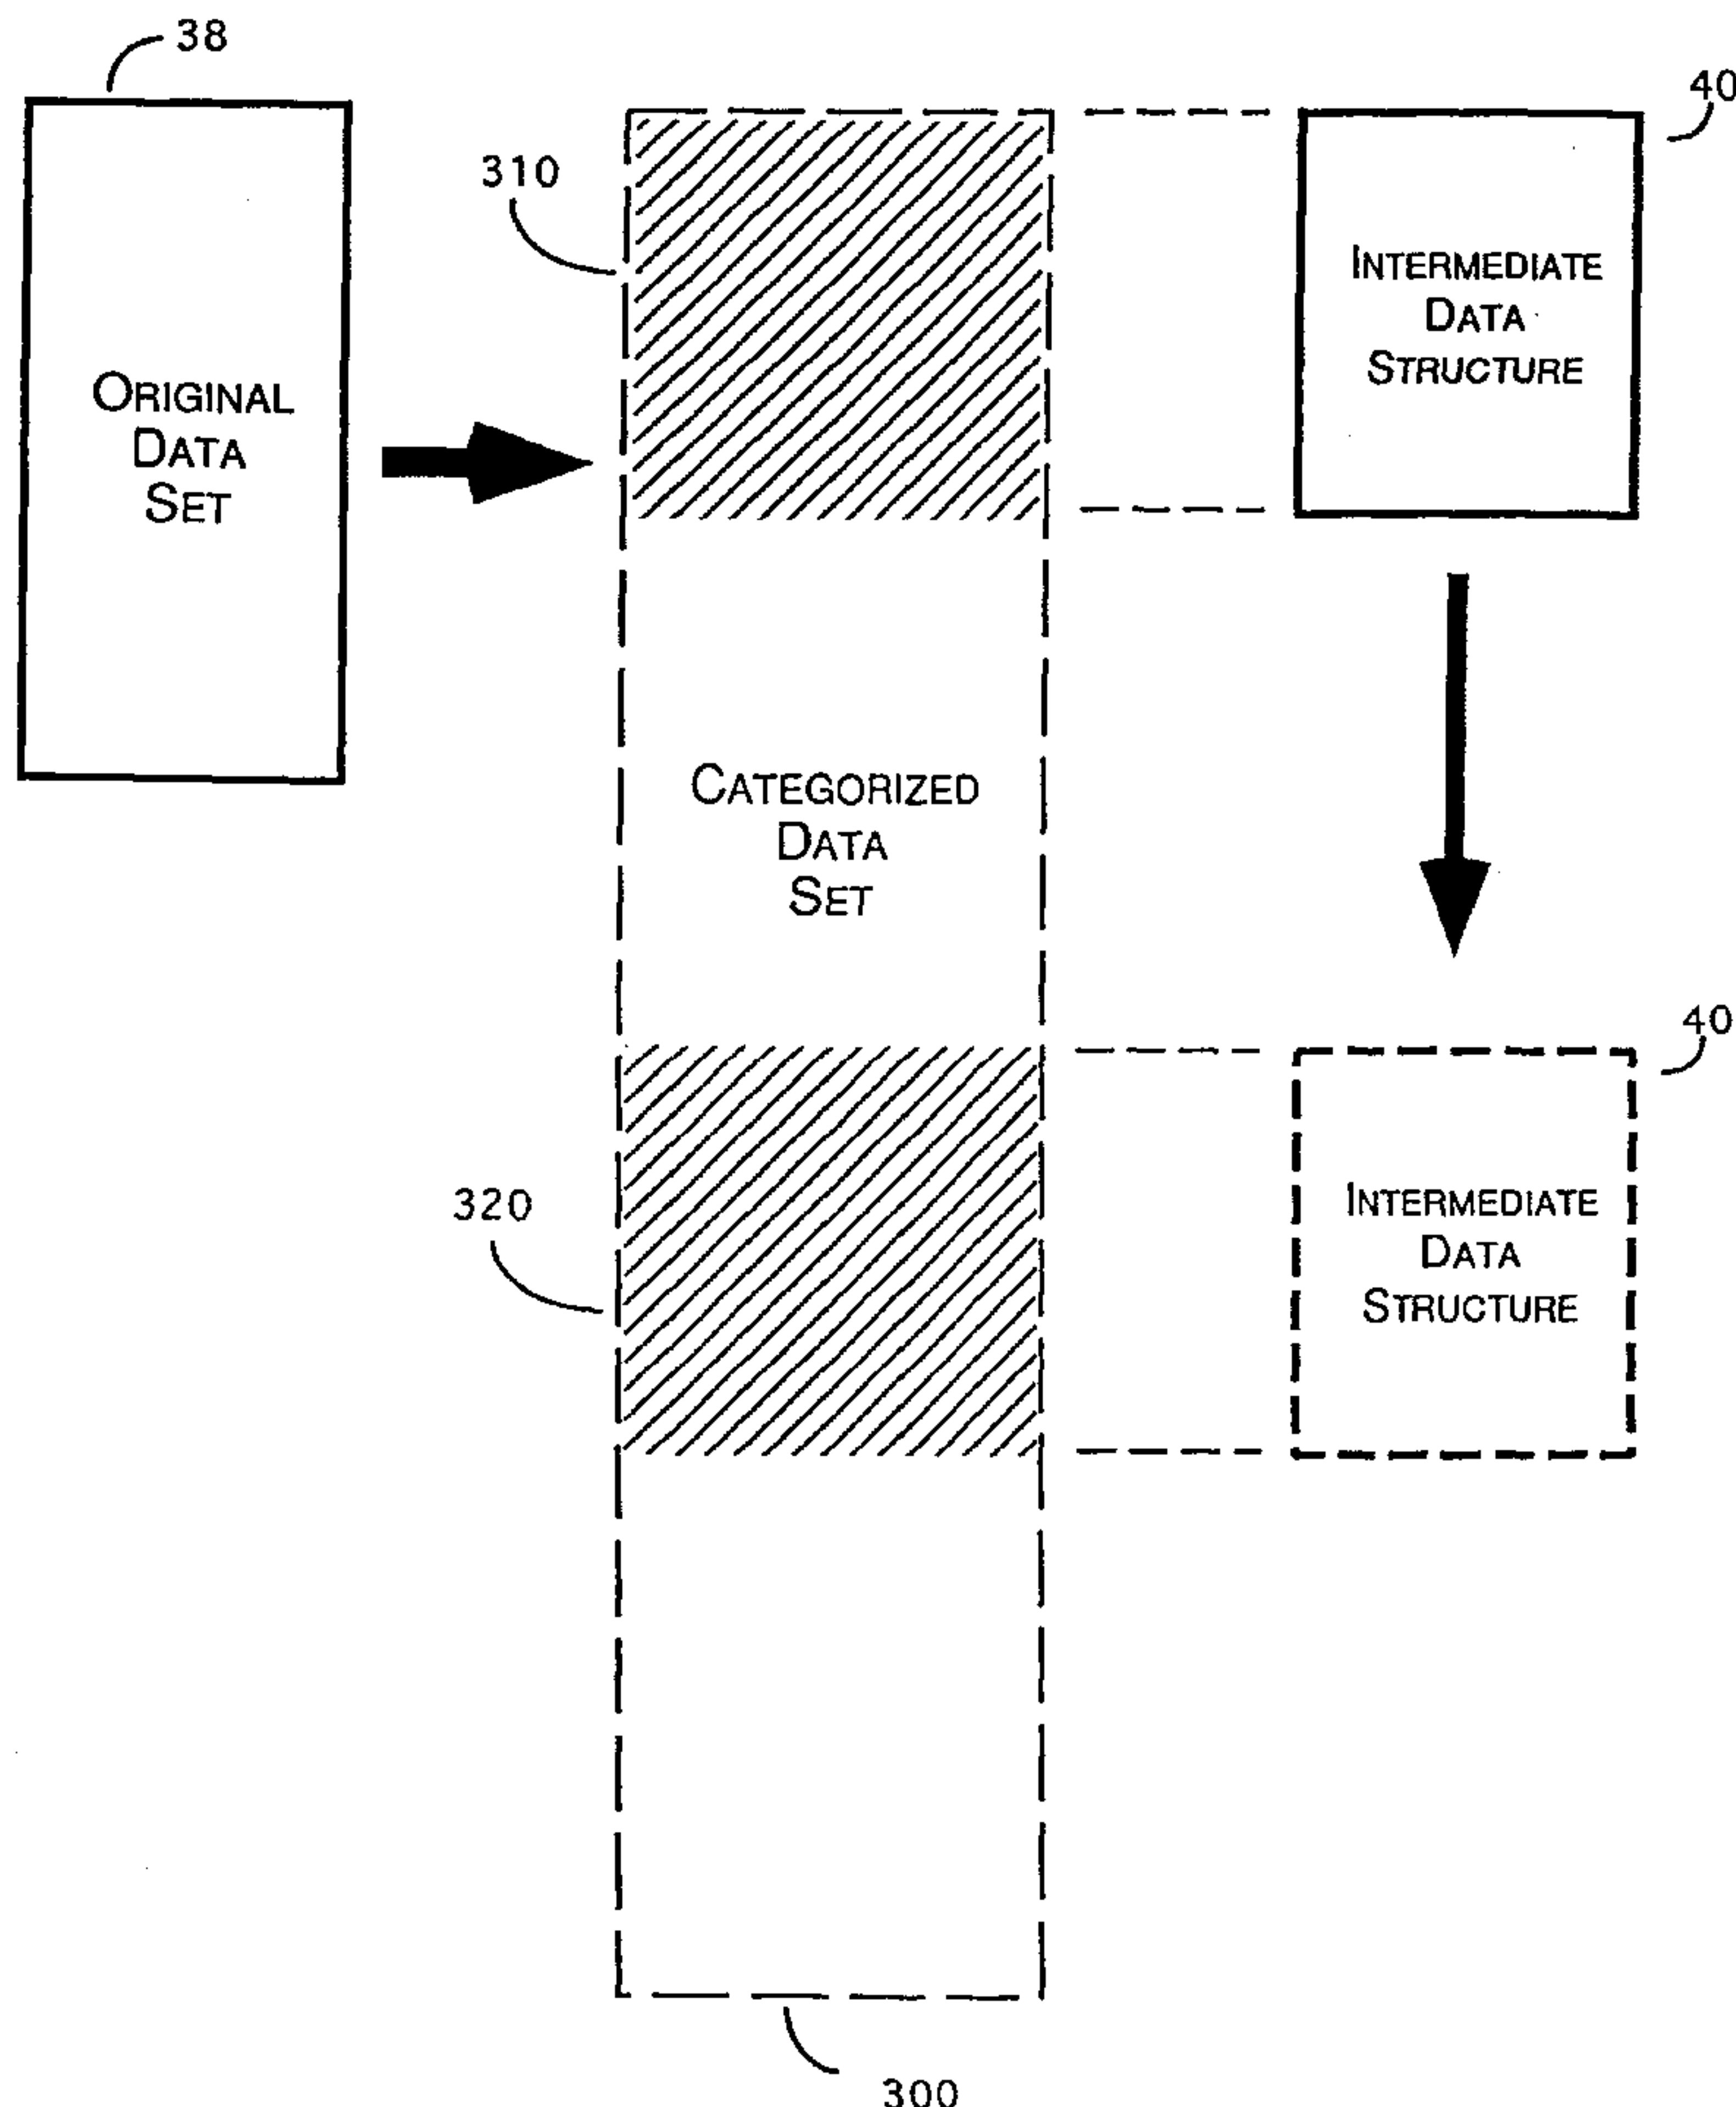 38
40
310
INTERMEDIATE
DATA
STRUCTURE
ORIGINAL
DATA
SET
CATEGORIZED
DATA
SET
40
320
INTERMEDIATE
DATA
STRUCTURE
300